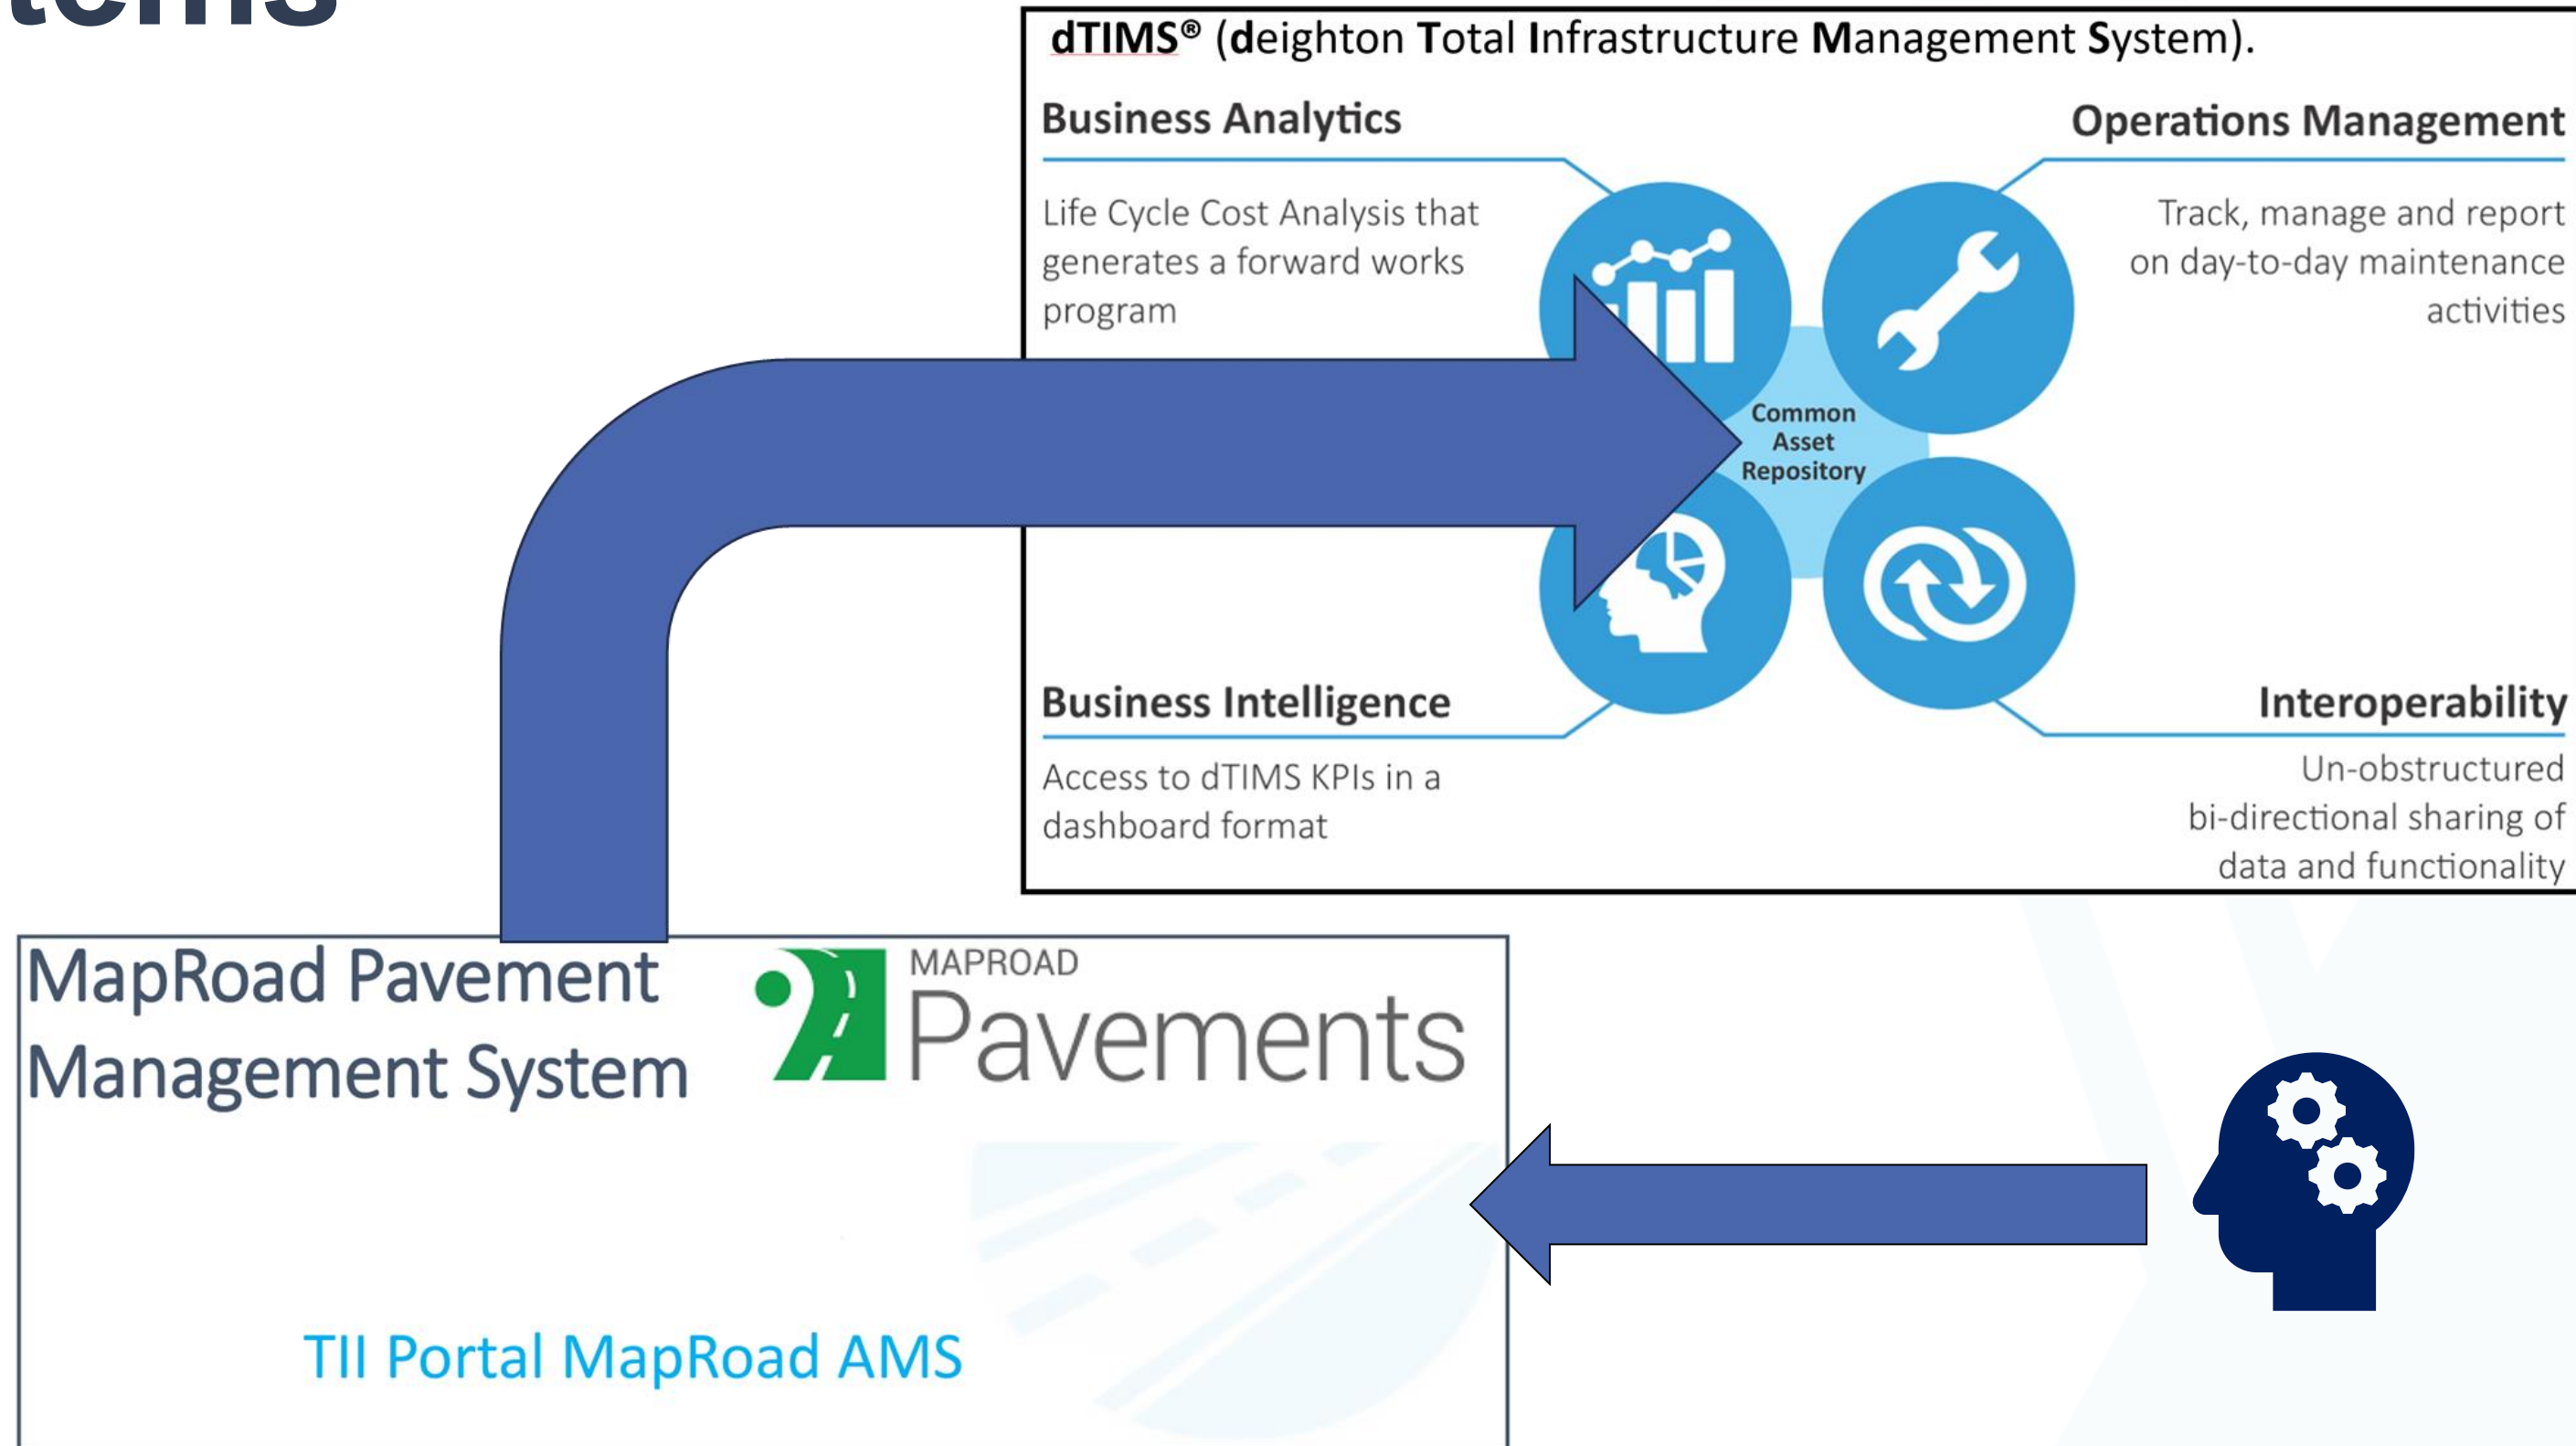 dTIMS® (deighton Total Infrastructure Management System).
Business Analytics
Life Cycle Cost Analysis that
generates a forward works
program
Operations Management
Track, manage and report
on day-to-day maintenance
activities
Common
Asset
Repository
Business Intelligence
Access to dTIMS KPIs in a
dashboard format
Interoperability
Un-obstructured
bi-directional sharing of
data and functionality
MapRoad Pavement
Management System
MAPROAD
Pavements
TII Portal MapRoad AMS